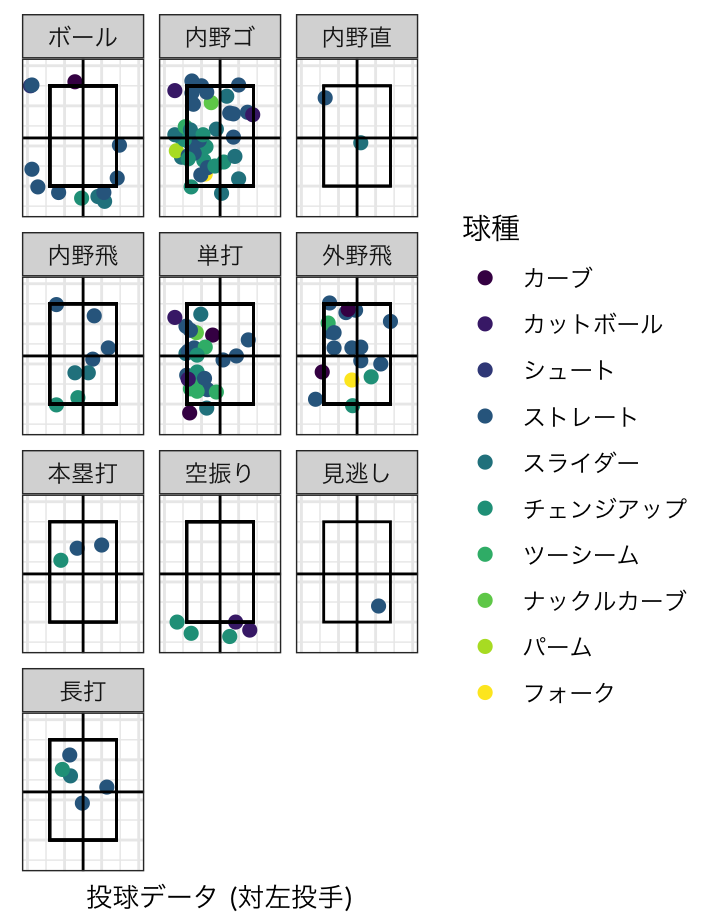 ボール
内野ゴ
内野直
内野飛
単打
外野飛
本塁打
空振り
見逃し
長打
球種
カーブ
カットボール
シュート
ストレート
スライダー
チェンジアップ
ツーシーム
ナックルカーブ
パーム
フォーク
投球データ (対左投手)